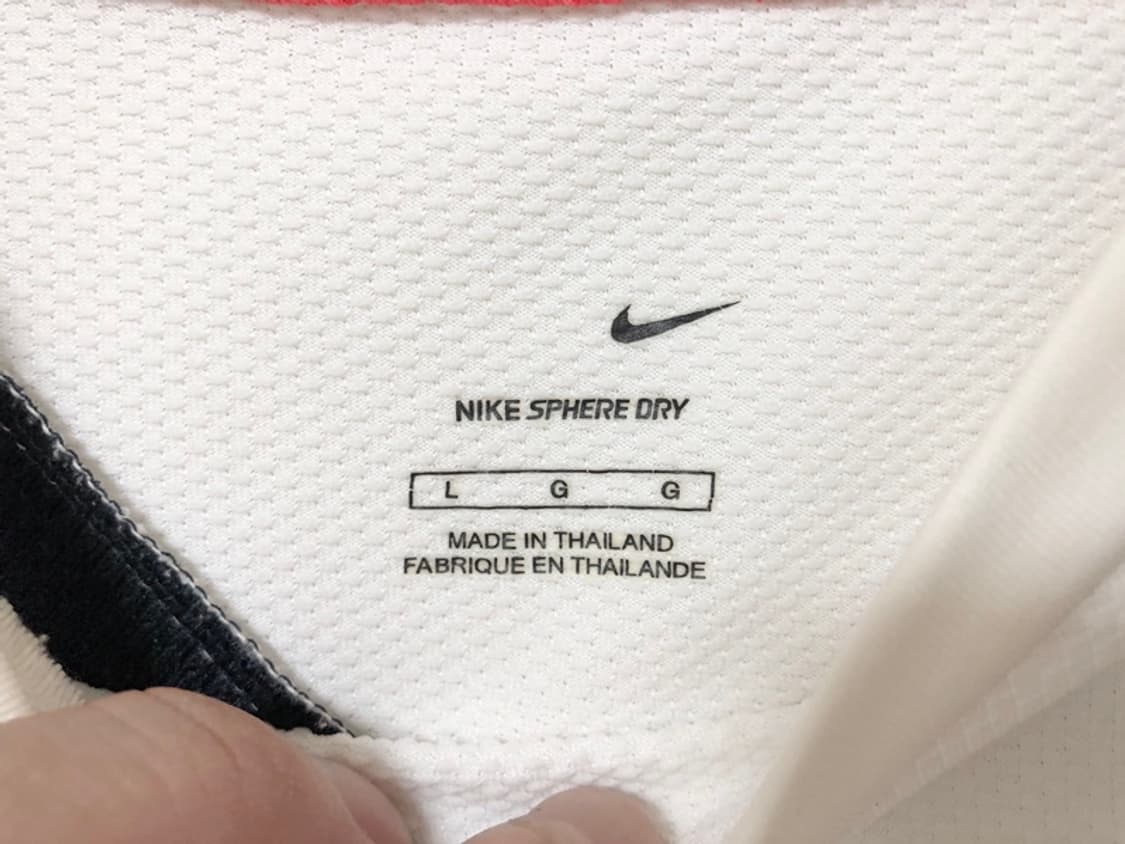 NIKE SPHERE DRY
L G G
MADE IN THAILAND
FABRIQUE EN THAILANDE